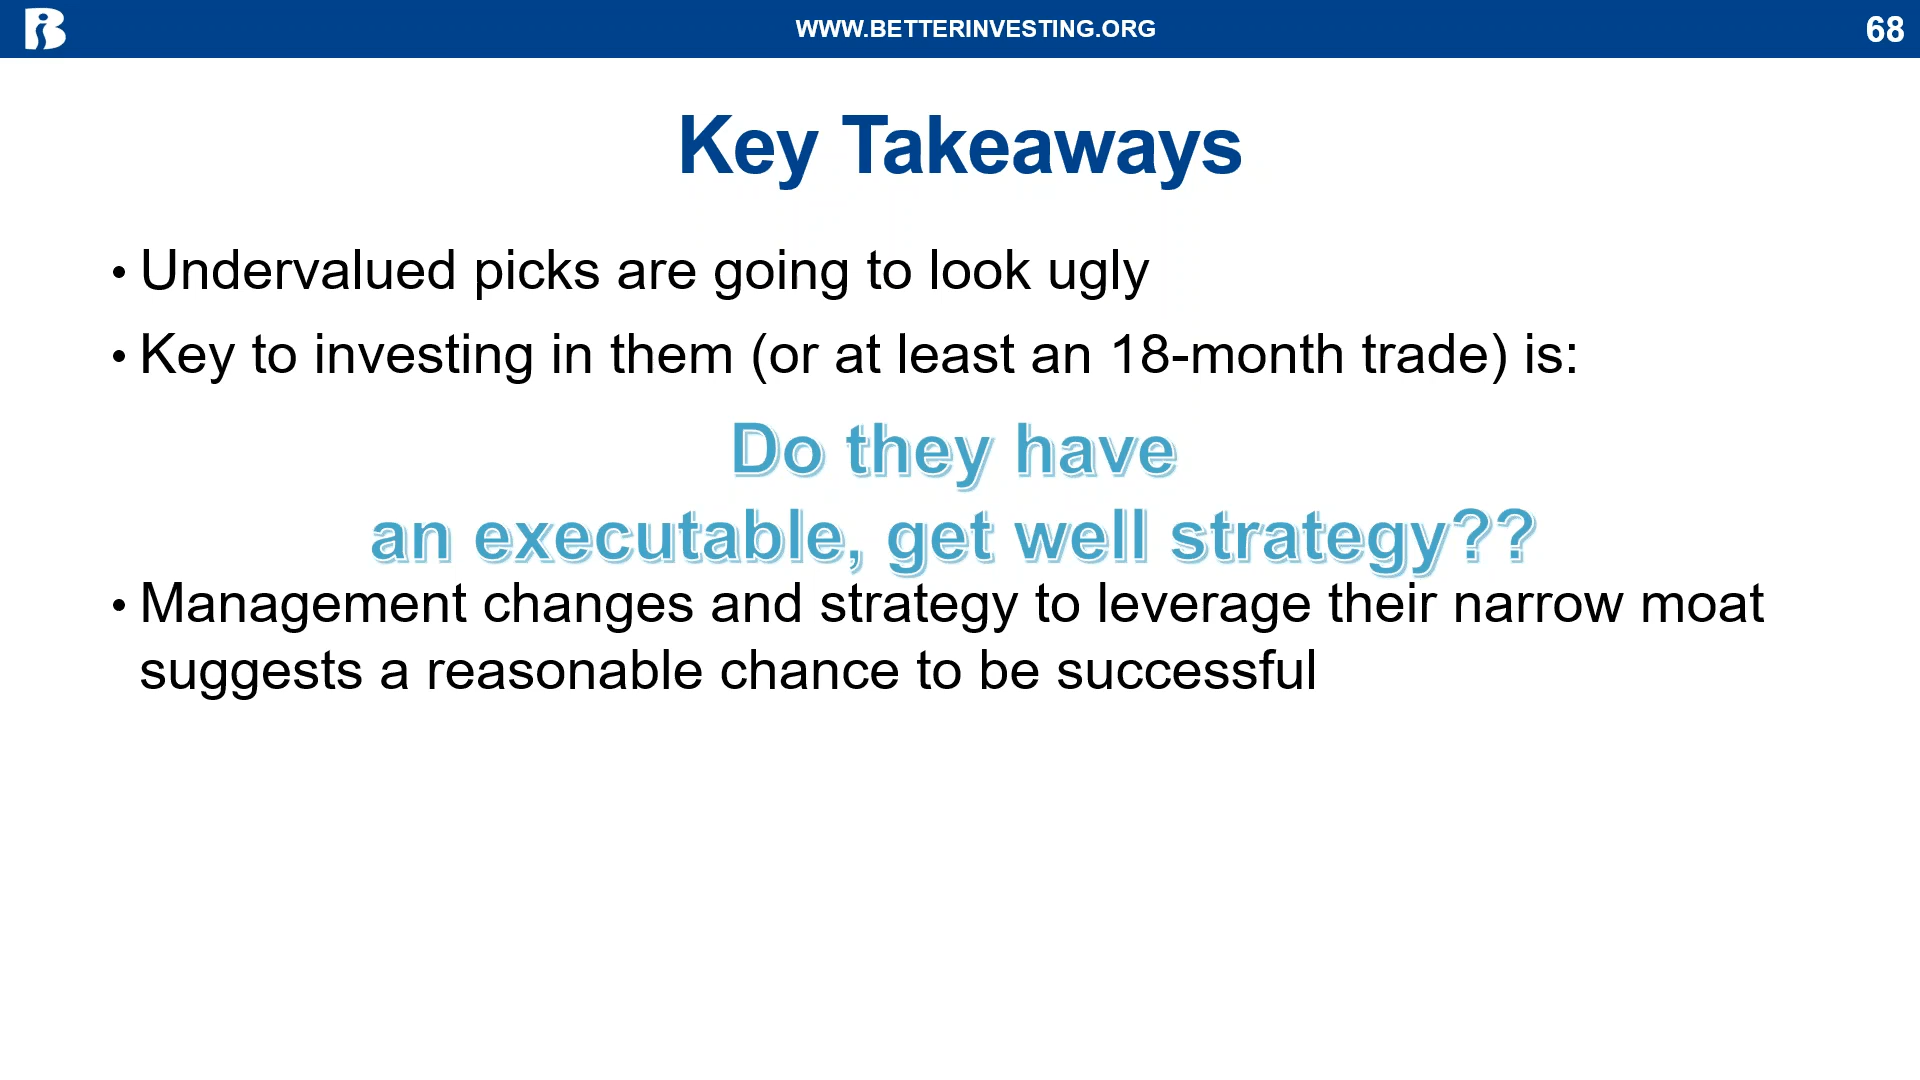 WWW.BETTERINVESTING.ORG
68
Key Takeaways
• Undervalued picks are going to look ugly
• Key to investing in them (or at least an 18-month trade) is:
Do they have
an executable, get well strategy??
• Management changes and strategy to leverage their narrow moat
suggests a reasonable chance to be successful